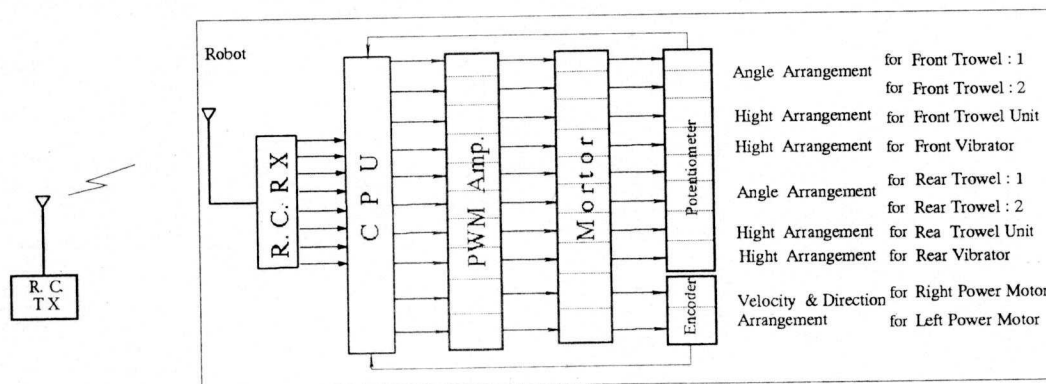 Robot
R. C.
TX
R. C. RX
CPU
PWM Amp.
Mortor
Potentiometer
Encoder
Angle Arrangement
for Front Trowel : 1
for Front Trowel : 2
Hight Arrangement for Front Trowel Unit
Hight Arrangement for Front Vibrator
Angle Arrangement
for Rear Trowel : 1
for Rear Trowel : 2
Hight Arrangement for Rea Trowel Unit
Hight Arrangement for Rear Vibrator
Velocity & Direction
Arrangement
for Right Power Motor
for Left Power Motor